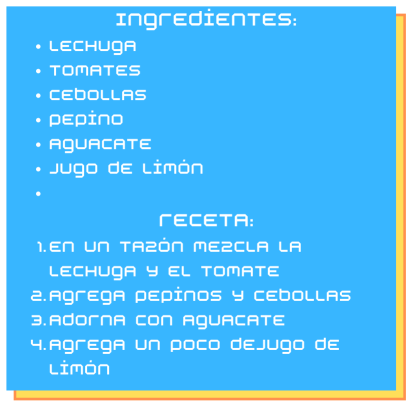 Ingredientes:
• Lechuga
• Tomates
• Cebollas
• Pepino
• Aguacate
• Jugo de limón
•
Receta:
1. En un tazón mezcla la
lechuga y el tomate
2. Agrega pepinos y cebollas
3. Adorna con aguacate
4. Agrega un poco dejugo de
limón